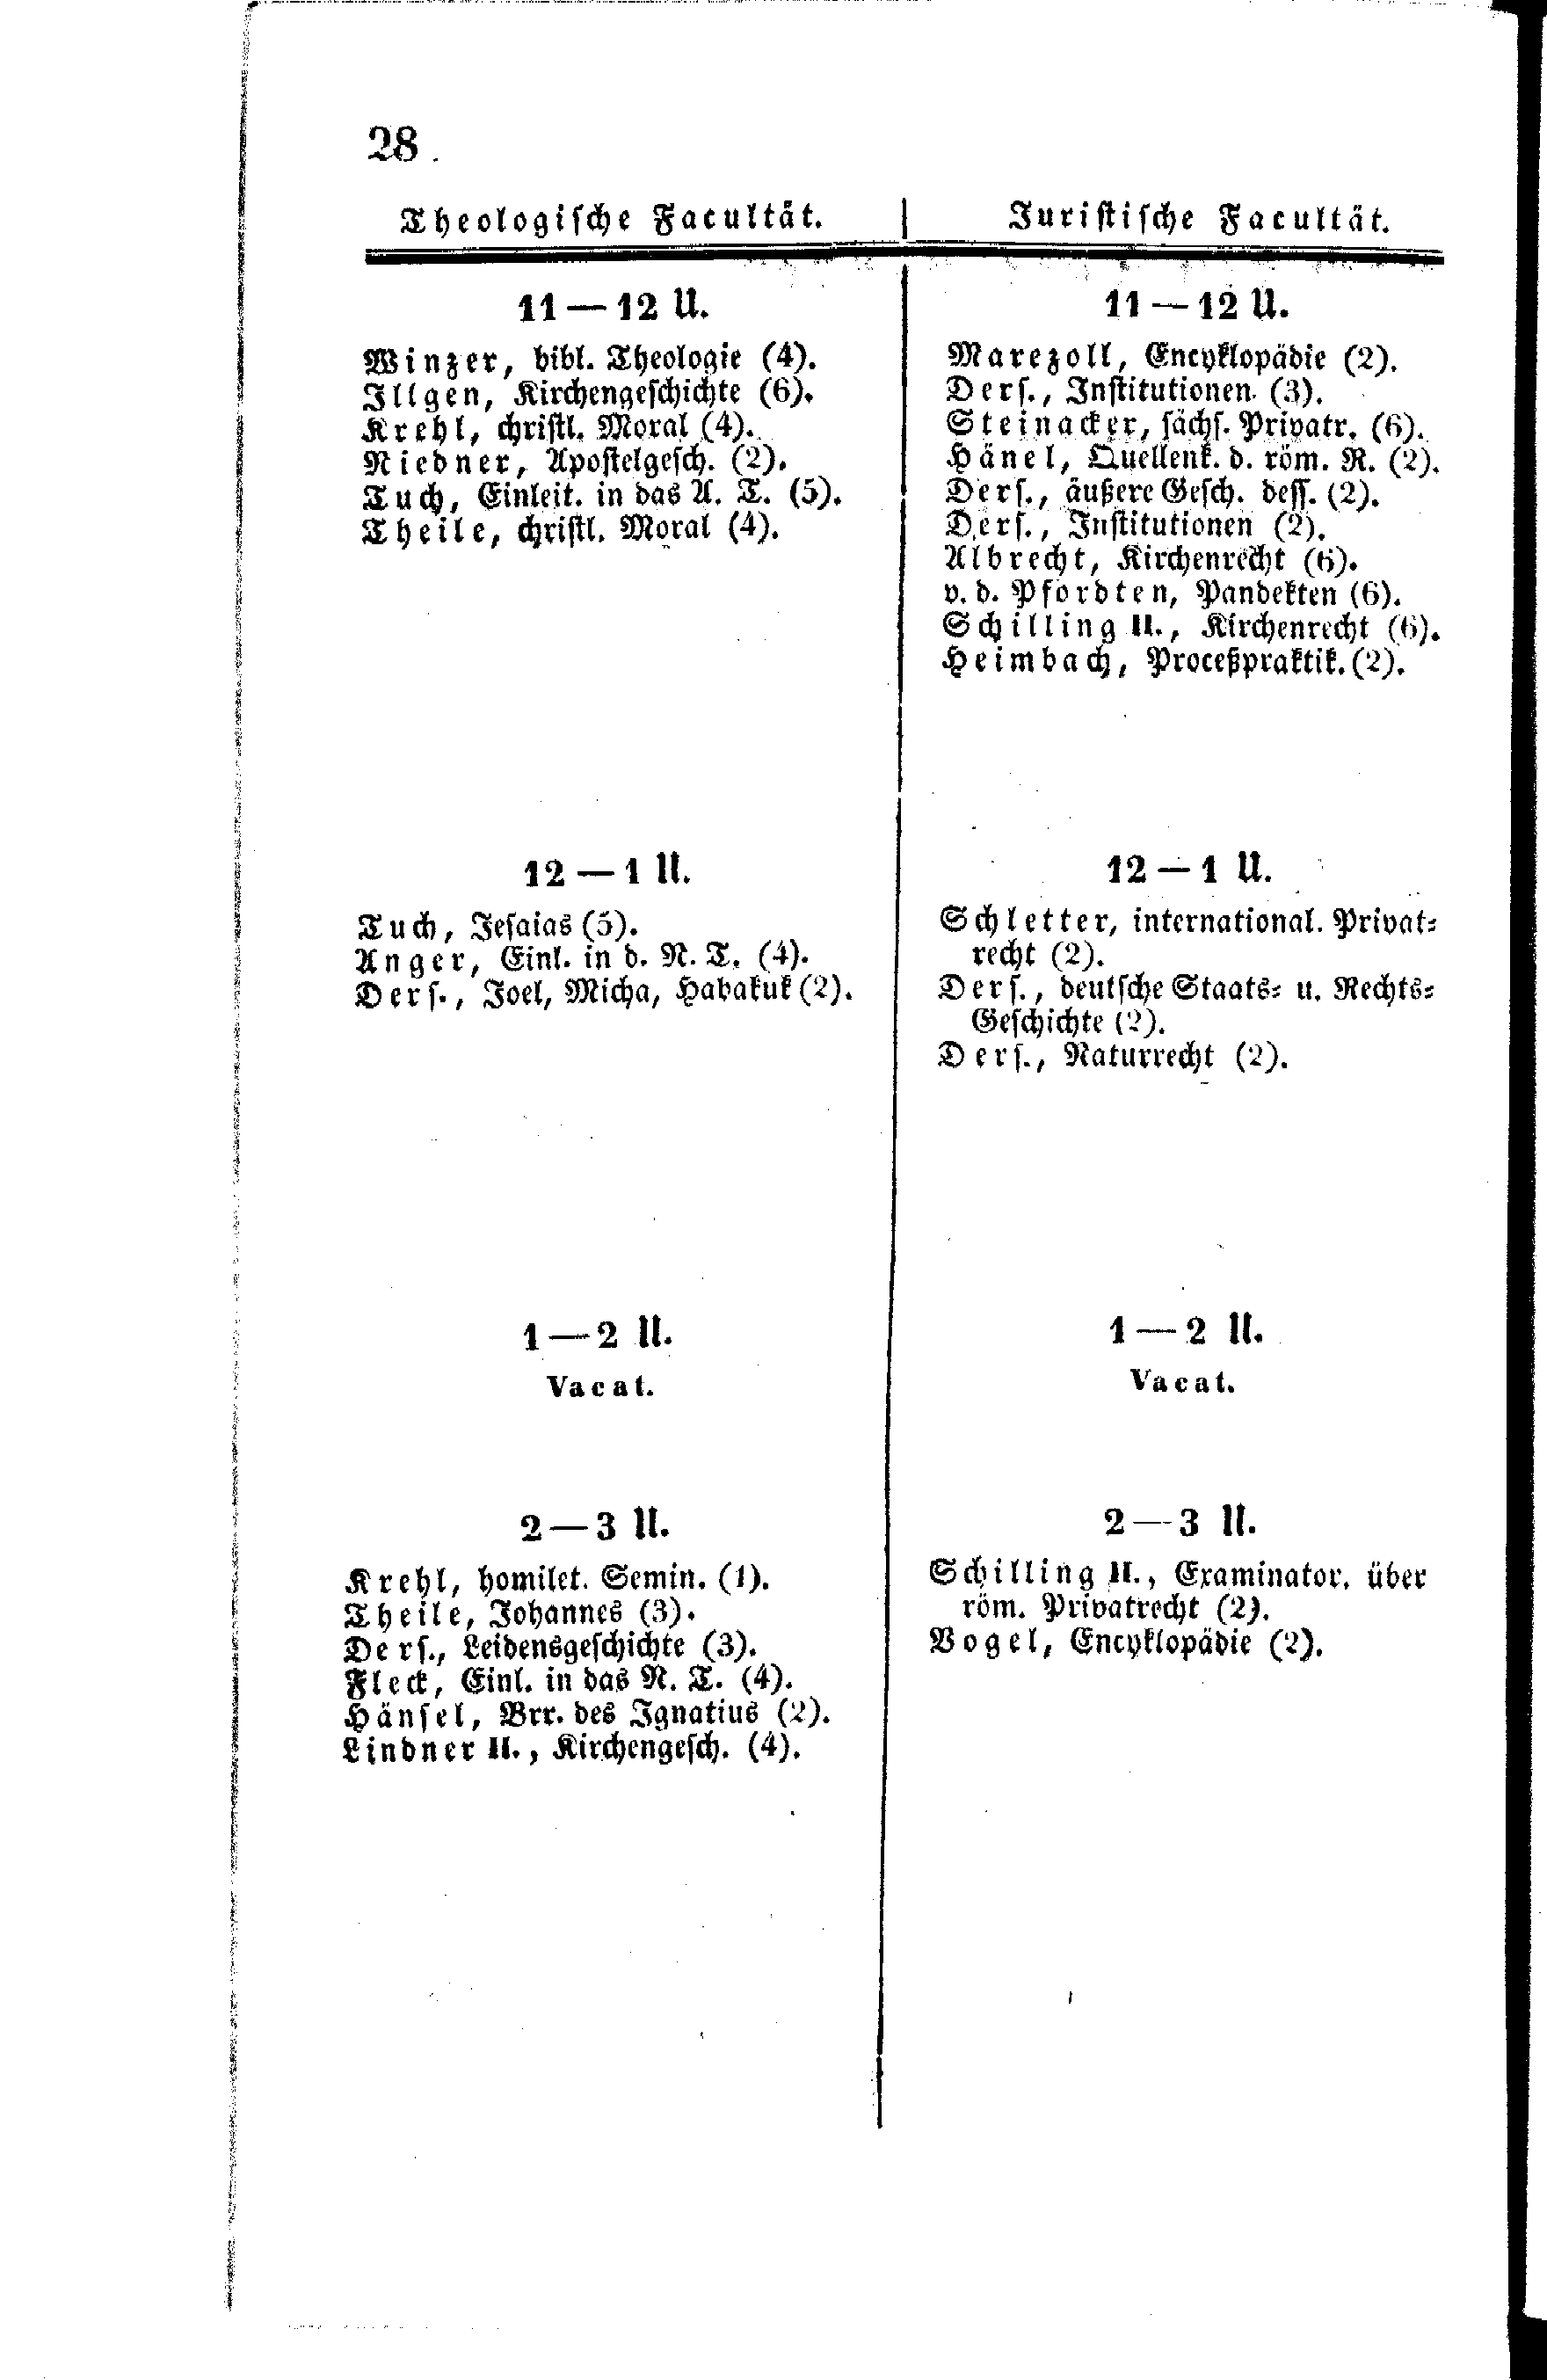 28
Theologische Facultät.
11 — 12 U.
Winzer, bibl. Theologie (4).
Illgen, Kirchengeschichte (6).
Krehl, christl. Moral (4).
Niedner, Apostelgesch. (2).
Tuch, Einleit. in das A. T. (5).
Theile, christl. Moral (4).
12 — 1 U.
Tuch, Jesaias (5).
Anger, Einl. in d. N. T. (4).
Ders., Joel, Micha, Habakuk (2).
1 — 2 U.
Vacat.
2 — 3 U.
Krehl, homilet. Semin. (1).
Theile, Johannes (3).
Ders., Leidensgeschichte (3).
Fleck, Einl. in das N. T. (4).
Hänsel, Brr. des Ignatius (2).
Lindner II., Kirchengesch. (4).
Juristische Facultät.
11 — 12 U.
Marezoll, Encyklopädie (2).
Ders., Institutionen (3).
Steinacker, sächs. Privatr. (6).
Hänel, Quellenk. d. röm. R. (2).
Ders., äußere Gesch. dess. (2).
Ders., Institutionen (2).
Albrecht, Kirchenrecht (6).
v. d. Pfordten, Pandekten (6).
Schilling II., Kirchenrecht (6).
Heimbach, Proceßpraktik. (2).
12 — 1 U.
Schletter, international. Privat-
recht (2).
Ders., deutsche Staats- u. Rechts-
Geschichte (2).
Ders., Naturrecht (2).
1 — 2 U.
Vacat.
2 — 3 U.
Schilling II., Examinator. über
röm. Privatrecht (2).
Vogel, Encyklopädie (2).